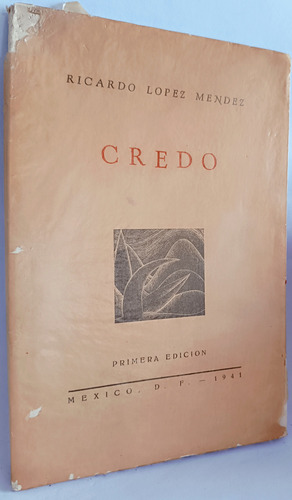 RICARDO LOPEZ MENDEZ
CREDO
PRIMERA EDICION
MEXICO, D. F. — 1941